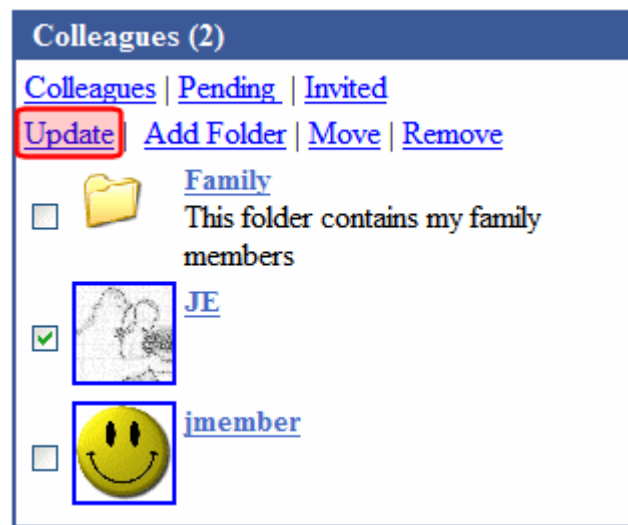 Colleagues (2)
Colleagues | Pending | Invited
Update | Add Folder | Move | Remove
Family
This folder contains my family
members
JE
jmember